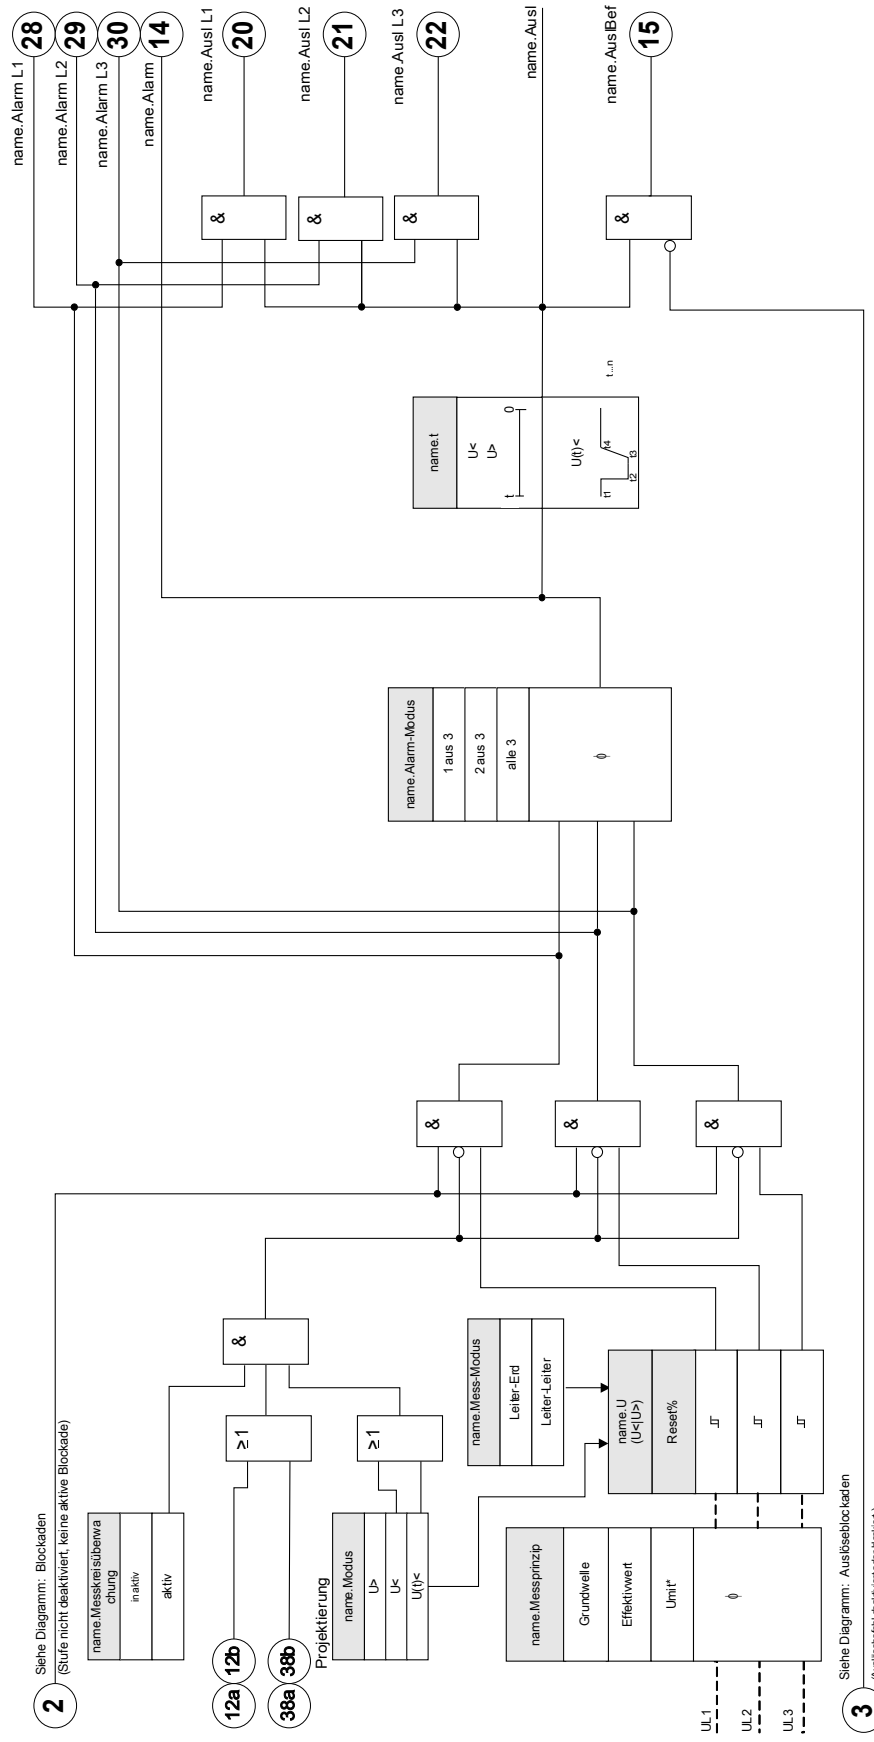 2
Siehe Diagramm: Blockaden
(Stufe nicht deaktiviert, keine aktive Blockade)
name.Messkreisüberwa
chung
inaktiv
aktiv
12a
12b
38a
38b
Projektierung
name.Modus
U>
U<
U(t)<
≥1
≥1
&
name.Mess-Modus
Leiter-Erd
Leiter-Leiter
name.Messprinzip
Grundwelle
Effektivwert
Umit*
ϕ
UL1
UL2
UL3
name.U
(U<|U>)
Reset%
&
&
&
name.Alarm-Modus
1 aus 3
2 aus 3
alle 3
ϕ
name.t
U<
U>
t
0
U(t)<
t1
t2
t3
t4
t...n
&
&
&
&
name.Alarm L1
28
name.Alarm L2
29
name.Alarm L3
30
name.Alarm
14
name.Ausl L1
20
name.Ausl L2
21
name.Ausl L3
22
name.Ausl
name.AuslBef
15
3
Siehe Diagramm: Auslöseblockaden